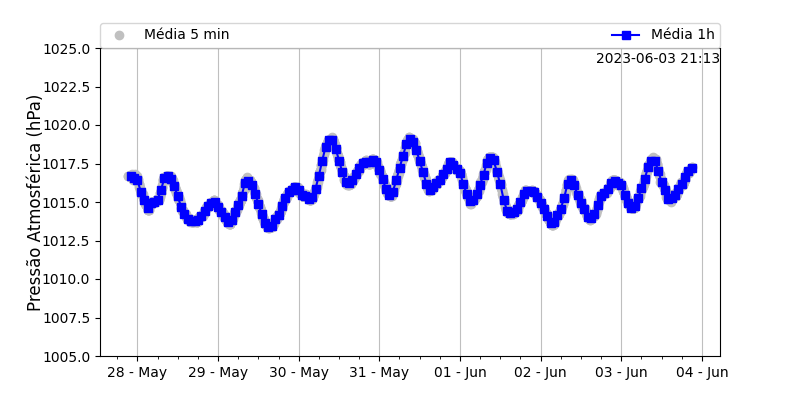 Média 5 min
Média 1h
2023-06-03 21:13
Pressão Atmosférica (hPa)
1025.0
1022.5
1020.0
1017.5
1015.0
1012.5
1010.0
1007.5
1005.0
28 - May
29 - May
30 - May
31 - May
01 - Jun
02 - Jun
03 - Jun
04 - Jun